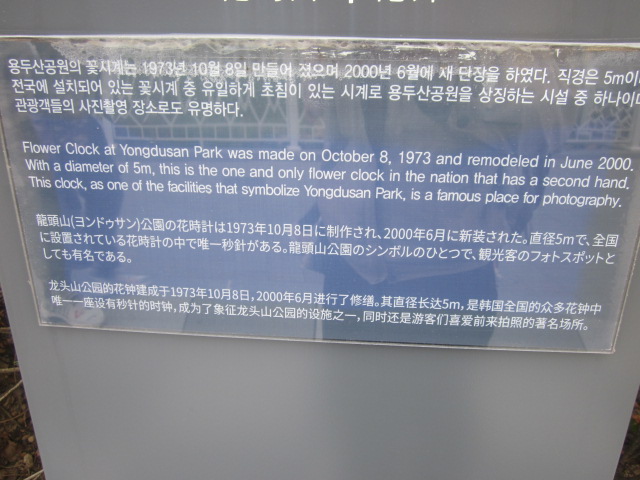 용두산공원의 꽃시계는 1973년 10월 8일 만들어 졌으며 2000년 6월에 새 단장을 하였다. 직경은 5m이
전국에 설치되어 있는 꽃시계 중 유일하게 초침이 있는 시계로 용두산공원을 상징하는 시설 중 하나이
관광객들의 사진촬영 장소로도 유명하다.
Flower Clock at Yongdusan Park was made on October 8, 1973 and remodeled in June 2000.
With a diameter of 5m, this is the one and only flower clock in the nation that has a second hand.
This clock, as one of the facilities that symbolize Yongdusan Park, is a famous place for photography.
龍頭山(ヨンドゥサン)公園の花時計は1973年10月8日に制作され、2000年6月に新装された。直径5mで、全国
に設置されている花時計の中で唯一秒針がある。龍頭山公園のシンボルのひとつで、観光客のフォトスポットと
しても有名である。
龙头山公园的花钟建成于1973年10月8日，2000年6月进行了修缮。其直径长达5m，是韩国全国的众多花钟中
唯一一座设有秒针的时钟，成为了象征龙头山公园的设施之一，同时还是游客们喜爱前来拍照的著名场所。